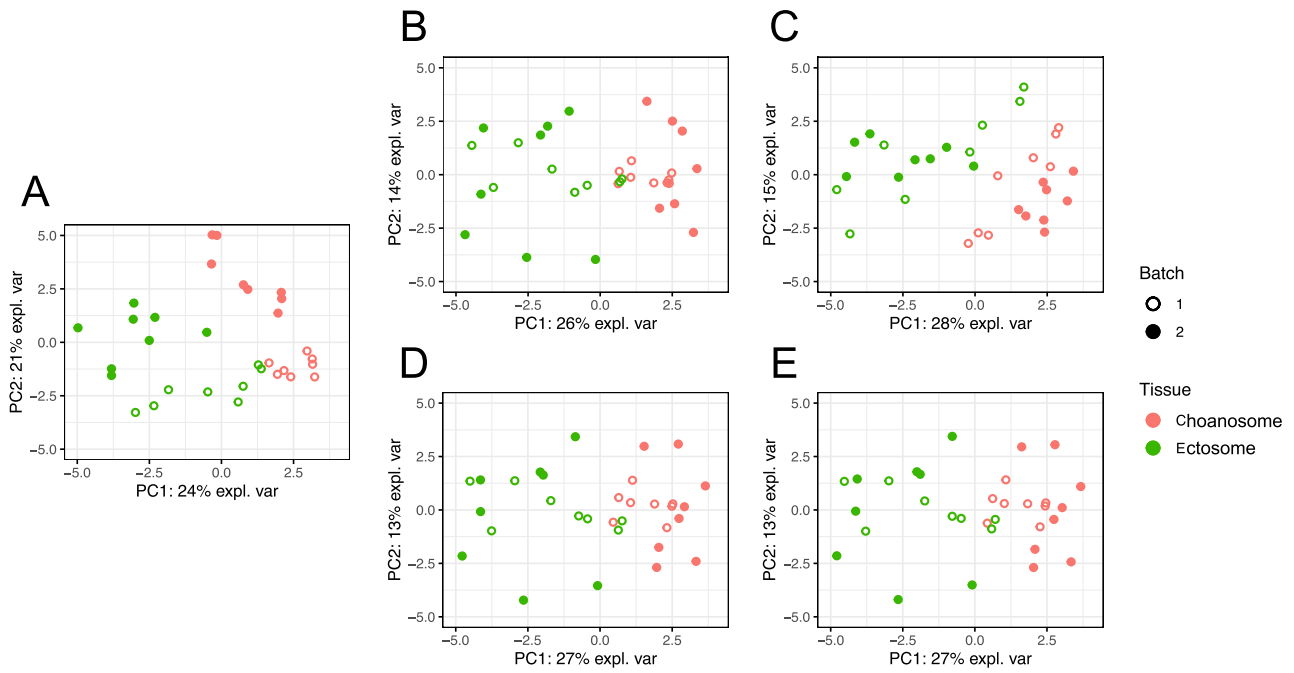 A
5.0
2.5
0.0
−2.5
−5.0
−5.0 −2.5 0.0 2.5
PC1: 24% expl. var
PC2: 21% expl. var
B
5.0
2.5
0.0
−2.5
−5.0
−5.0 −2.5 0.0 2.5
PC1: 26% expl. var
PC2: 14% expl. var
C
5.0
2.5
0.0
−2.5
−5.0
−5.0 −2.5 0.0 2.5
PC1: 28% expl. var
PC2: 15% expl. var
D
5.0
2.5
0.0
−2.5
−5.0
−5.0 −2.5 0.0 2.5
PC1: 27% expl. var
PC2: 13% expl. var
E
5.0
2.5
0.0
−2.5
−5.0
−5.0 −2.5 0.0 2.5
PC1: 27% expl. var
PC2: 13% expl. var
Batch
1
2
Tissue
Choanosome
Ectosome